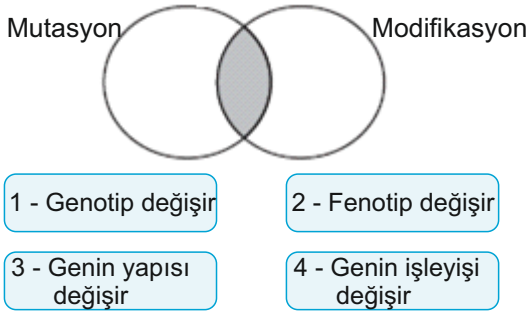 Mutasyon
Modifikasyon
1 - Genotip değişir
2 - Fenotip değişir
3 - Genin yapısı
değişir
4 - Genin işleyişi
değişir